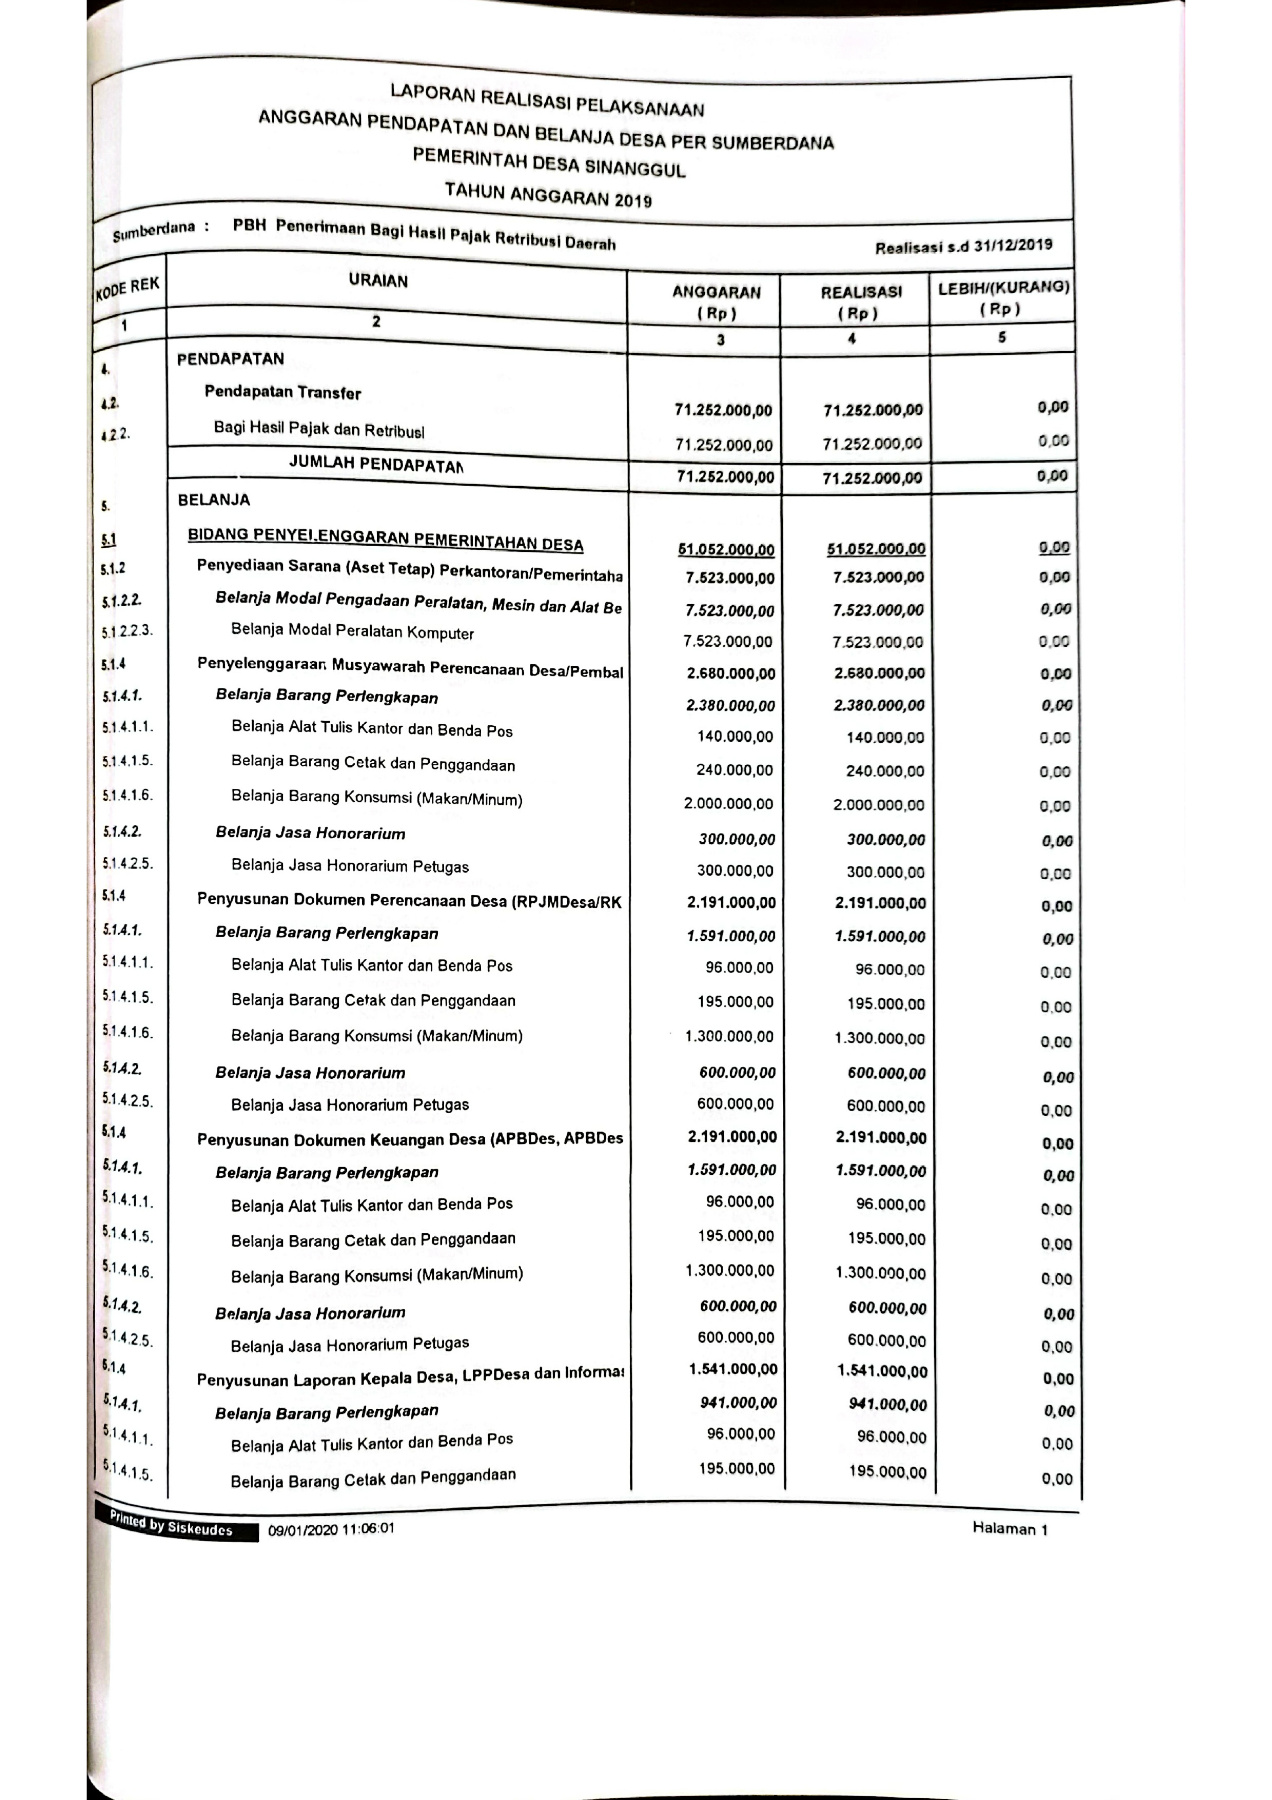 LAPORAN REALISASI PELAKSANAAN
ANGGARAN PENDAPATAN DAN BELANJA DESA PER SUMBERDANA
PEMERINTAH DESA SINANGGUL
TAHUN ANGGARAN 2019
Sumberdana : PBH Penerimaan Bagi Hasil Pajak Retribusi Daerah Realisasi s.d 31/12/2019
KODE REK URAIAN ANGGARAN (Rp) REALISASI (Rp) LEBIH/(KURANG) (Rp)
1 2 3 4 5
4. PENDAPATAN
4.2. Pendapatan Transfer 71.252.000,00 71.252.000,00 0,00
4.2.2. Bagi Hasil Pajak dan Retribusi 71.252.000,00 71.252.000,00 0,00
JUMLAH PENDAPATAN 71.252.000,00 71.252.000,00 0,00
5. BELANJA
5.1 BIDANG PENYELENGGARAN PEMERINTAHAN DESA 51.052.000,00 51.052.000,00 0,00
5.1.2 Penyediaan Sarana (Aset Tetap) Perkantoran/Pemerintaha 7.523.000,00 7.523.000,00 0,00
5.1.2.2. Belanja Modal Pengadaan Peralatan, Mesin dan Alat Be 7.523.000,00 7.523.000,00 0,00
5.1.2.2.3. Belanja Modal Peralatan Komputer 7.523.000,00 7.523.000,00 0,00
5.1.4 Penyelenggaraan Musyawarah Perencanaan Desa/Pembal 2.680.000,00 2.680.000,00 0,00
5.1.4.1. Belanja Barang Perlengkapan 2.380.000,00 2.380.000,00 0,00
5.1.4.1.1. Belanja Alat Tulis Kantor dan Benda Pos 140.000,00 140.000,00 0,00
5.1.4.1.5. Belanja Barang Cetak dan Penggandaan 240.000,00 240.000,00 0,00
5.1.4.1.6. Belanja Barang Konsumsi (Makan/Minum) 2.000.000,00 2.000.000,00 0,00
5.1.4.2. Belanja Jasa Honorarium 300.000,00 300.000,00 0,00
5.1.4.2.5. Belanja Jasa Honorarium Petugas 300.000,00 300.000,00 0,00
5.1.4 Penyusunan Dokumen Perencanaan Desa (RPJMDesa/RK 2.191.000,00 2.191.000,00 0,00
5.1.4.1. Belanja Barang Perlengkapan 1.591.000,00 1.591.000,00 0,00
5.1.4.1.1. Belanja Alat Tulis Kantor dan Benda Pos 96.000,00 96.000,00 0,00
5.1.4.1.5. Belanja Barang Cetak dan Penggandaan 195.000,00 195.000,00 0,00
5.1.4.1.6. Belanja Barang Konsumsi (Makan/Minum) 1.300.000,00 1.300.000,00 0,00
5.1.4.2. Belanja Jasa Honorarium 600.000,00 600.000,00 0,00
5.1.4.2.5. Belanja Jasa Honorarium Petugas 600.000,00 600.000,00 0,00
5.1.4 Penyusunan Dokumen Keuangan Desa (APBDes, APBDes 2.191.000,00 2.191.000,00 0,00
5.1.4.1. Belanja Barang Perlengkapan 1.591.000,00 1.591.000,00 0,00
5.1.4.1.1. Belanja Alat Tulis Kantor dan Benda Pos 96.000,00 96.000,00 0,00
5.1.4.1.5. Belanja Barang Cetak dan Penggandaan 195.000,00 195.000,00 0,00
5.1.4.1.6. Belanja Barang Konsumsi (Makan/Minum) 1.300.000,00 1.300.000,00 0,00
5.1.4.2. Belanja Jasa Honorarium 600.000,00 600.000,00 0,00
5.1.4.2.5. Belanja Jasa Honorarium Petugas 600.000,00 600.000,00 0,00
5.1.4 Penyusunan Laporan Kepala Desa, LPPDesa dan Informas 1.541.000,00 1.541.000,00 0,00
5.1.4.1. Belanja Barang Perlengkapan 941.000,00 941.000,00 0,00
5.1.4.1.1. Belanja Alat Tulis Kantor dan Benda Pos 96.000,00 96.000,00 0,00
5.1.4.1.5. Belanja Barang Cetak dan Penggandaan 195.000,00 195.000,00 0,00
Printed by Siskeudes 09/01/2020 11:06:01 Halaman 1